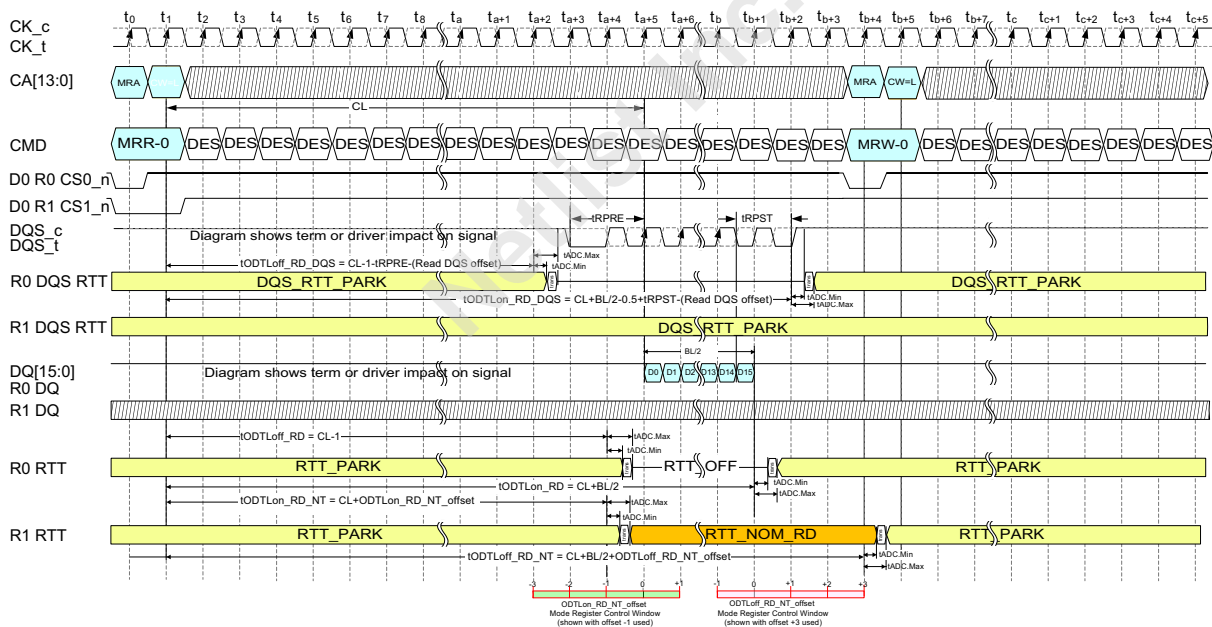 t0 t1 t2 t3 t4 t5 t6 t7 t8 ta ta+1 ta+2 ta+3 ta+4 ta+5 ta+6 tb tb+1 tb+2 tb+3 tb+4 tb+5 tb+6 tb+7 tc tc+1 tc+2 tc+3 tc+4 tc+5
CK_c
CK_t
CA[13:0] MRA MRA CW=L
CL
CMD MRR-0 DES DES DES DES DES DES DES DES DES DES DES DES DES DES DES DES DES DES MRW-0 DES DES DES DES DES DES DES DES
D0 R0 CS0_n
D0 R1 CS1_n
DQS_c
DQS_t
Diagram shows term or driver impact on signal
tRPRE tRPST
tADC.Max
tODTLoff_RD_DQS = CL-1-tRPRE-(Read DQS offset) tADC.Min
R0 DQS RTT DQS_RTT_PARK trans trans DQS_RTT_PARK
tODTLon_RD_DQS = CL+BL/2-0.5+tRPST-(Read DQS offset) tADC.Min
tADC.Max
R1 DQS RTT DQS_RTT_PARK
BL/2
DQ[15:0] Diagram shows term or driver impact on signal D0 D1 D2 D13 D14 D15
R0 DQ
R1 DQ
tODTLoff_RD = CL-1 tADC.Max
tADC.Min
R0 RTT RTT_PARK trans RTT_OFF trans RTT_PARK
tODTLon_RD = CL+BL/2 tADC.Min
tODTLon_RD_NT = CL+ODTLon_RD_NT_offset tADC.Max tADC.Max
tADC.Min
R1 RTT RTT_PARK trans RTT_NOM_RD trans RTT_PARK
tODTLoff_RD_NT = CL+BL/2+ODTLoff_RD_NT_offset tADC.Min
tADC.Max
-3 -2 -1 0 +1 -1 0 +1 +2 +3
ODTLon_RD_NT_offset
Mode Register Control Window
(shown with offset -1 used)
ODTLoff_RD_NT_offset
Mode Register Control Window
(shown with offset +3 used)
Netlist Inc.